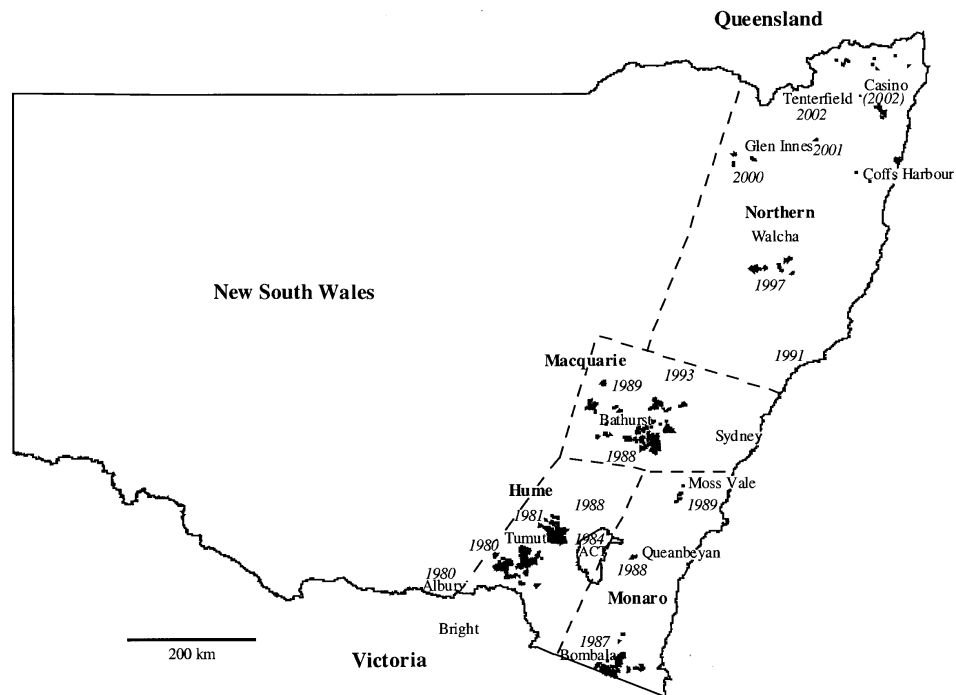 Queensland
Casino
Tenterfield (2002)
2002
Glen Innes 2001
2000
Coffs Harbour
Northern
Walcha
1997
New South Wales
1991
Macquarie
1993
1989
Bathurst
Sydney
1988
Moss Vale
Hume
1988
1989
1981
Tumut
1984
1980
ACT
Queanbeyan
1988
1980
Albury
Monaro
Bright
1987
Bombala
200 km
Victoria